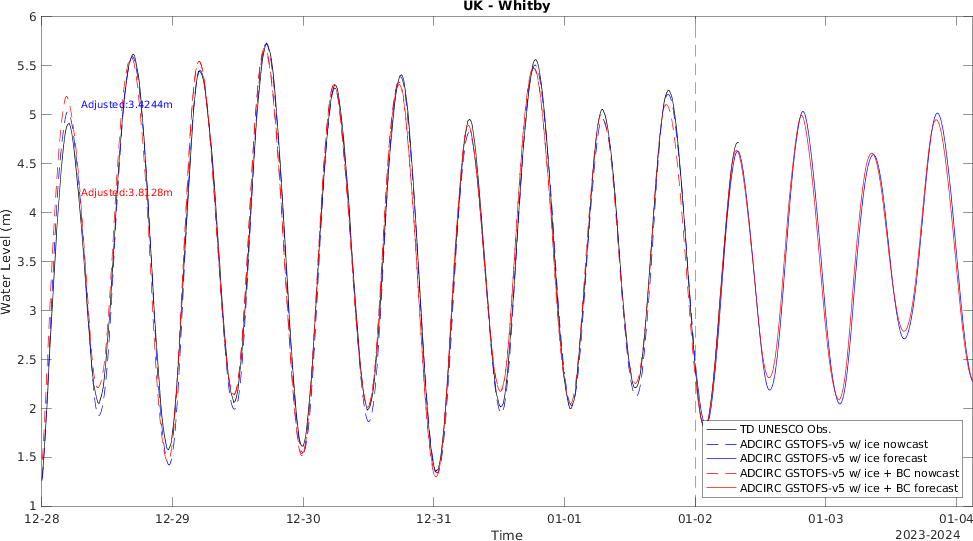 UK - Whitby
6
5.5
5
4.5
4
3.5
3
2.5
2
1.5
1
Water Level (m)
Adjusted:3.4244m
Adjusted:3.8128m
TD UNESCO Obs.
ADCIRC GSTOFS-v5 w/ ice nowcast
ADCIRC GSTOFS-v5 w/ ice forecast
ADCIRC GSTOFS-v5 w/ ice + BC nowcast
ADCIRC GSTOFS-v5 w/ ice + BC forecast
12-28 12-29 12-30 12-31 01-01 01-02 01-03 01-04
Time
2023-2024